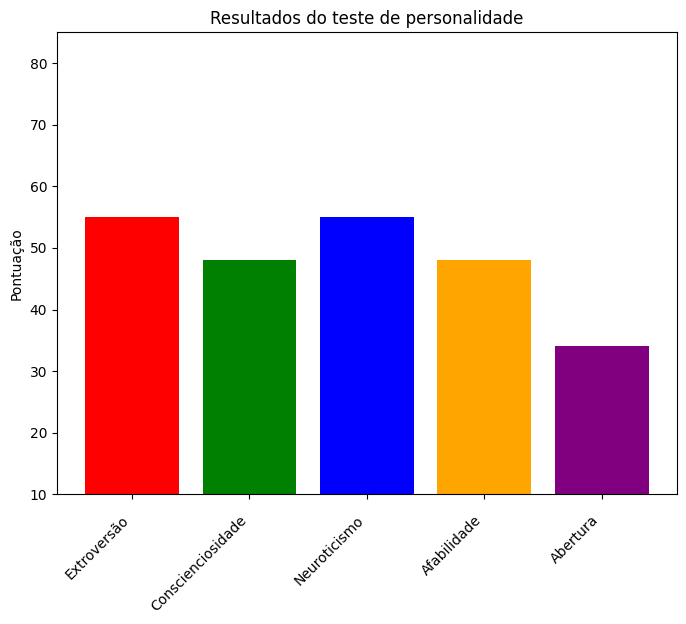 Resultados do teste de personalidade
Pontuação
80
70
60
50
40
30
20
10
Extroversão
Conscienciosidade
Neuroticismo
Afabilidade
Abertura